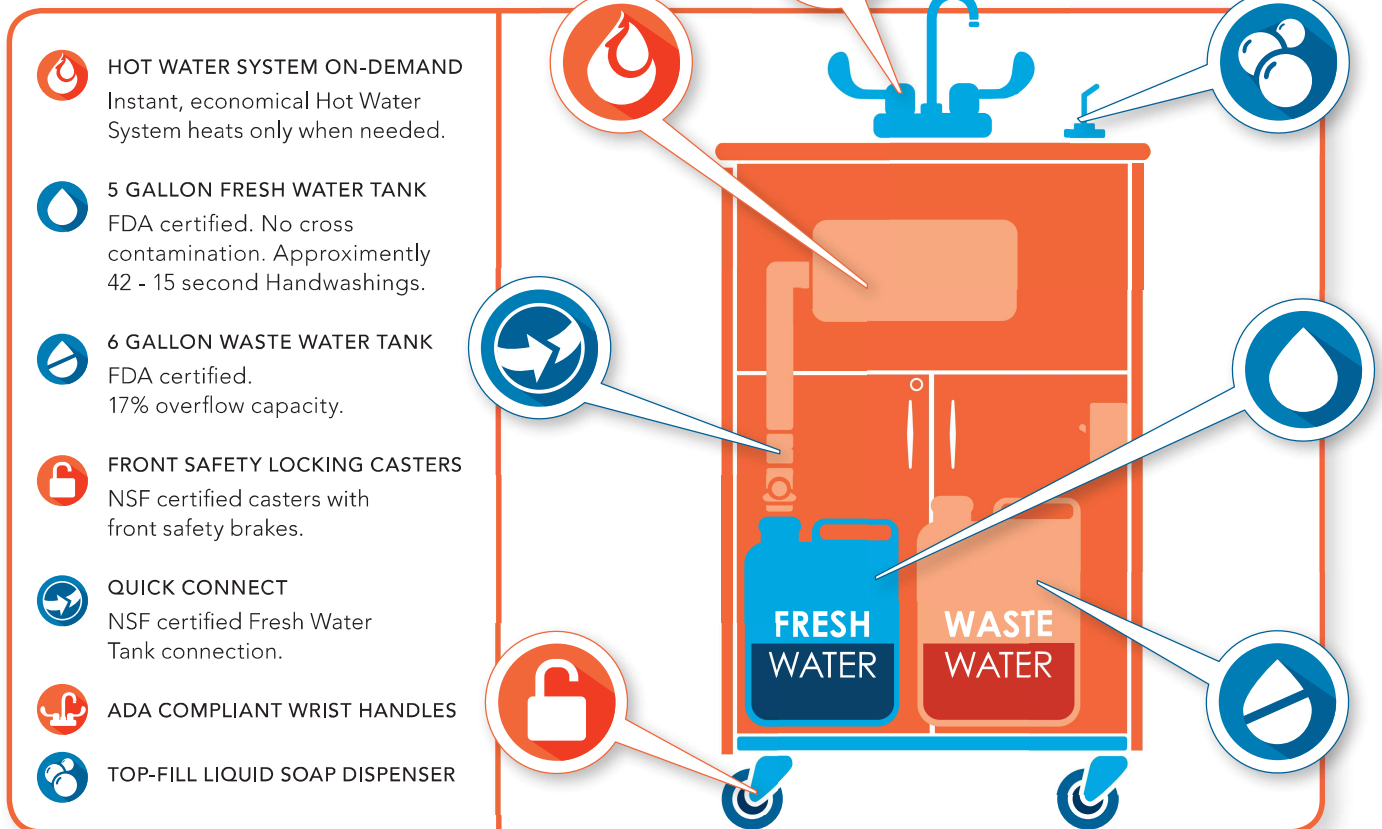 HOT WATER SYSTEM ON-DEMAND
Instant, economical Hot Water
System heats only when needed.
5 GALLON FRESH WATER TANK
FDA certified. No cross
contamination. Approximently
42 - 15 second Handwashings.
6 GALLON WASTE WATER TANK
FDA certified.
17% overflow capacity.
FRONT SAFETY LOCKING CASTERS
NSF certified casters with
front safety brakes.
QUICK CONNECT
NSF certified Fresh Water
Tank connection.
ADA COMPLIANT WRIST HANDLES
TOP-FILL LIQUID SOAP DISPENSER
FRESH
WATER
WASTE
WATER